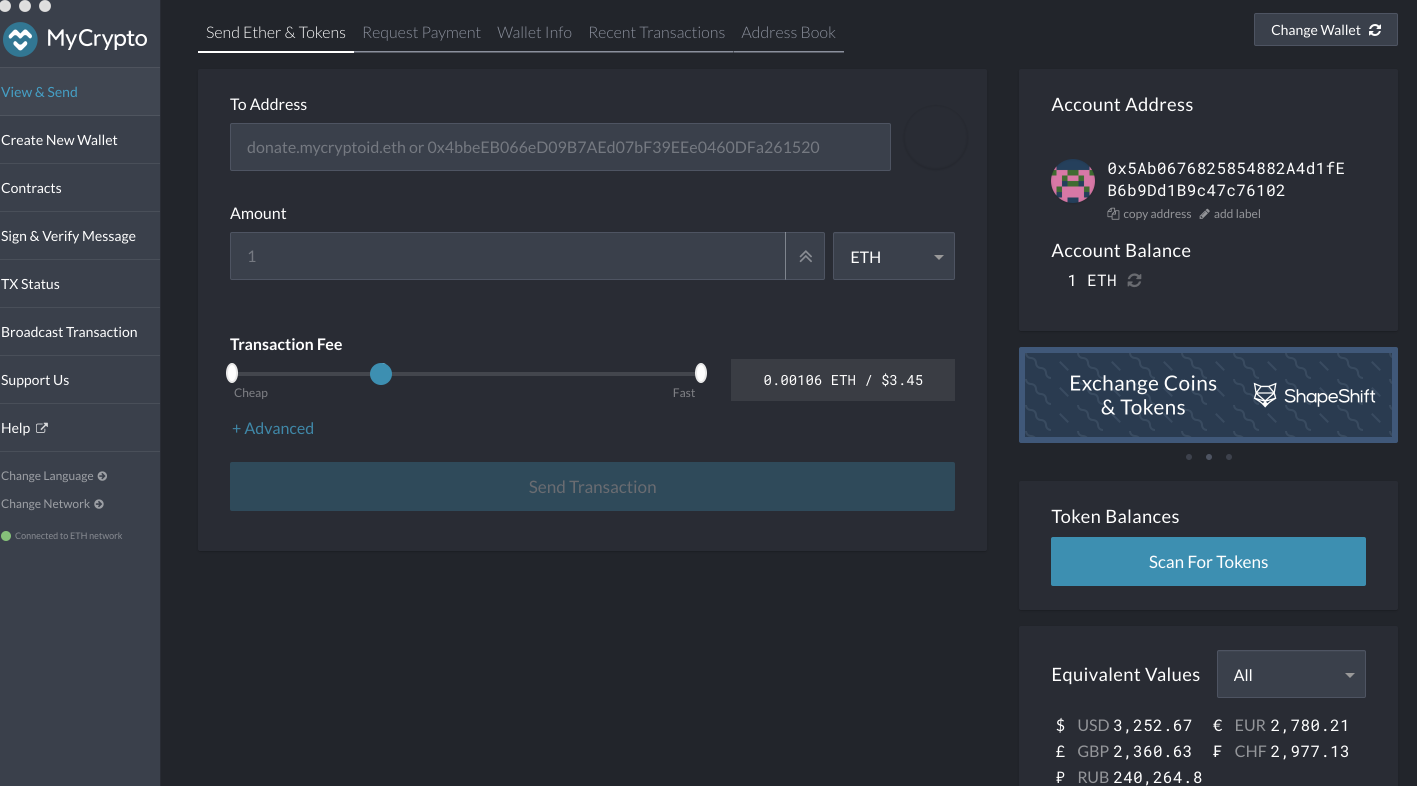 MyCrypto
View & Send
Create New Wallet
Contracts
Sign & Verify Message
TX Status
Broadcast Transaction
Support Us
Help
Change Language
Change Network
Connected to ETH network
Send Ether & Tokens
Request Payment
Wallet Info
Recent Transactions
Address Book
Change Wallet
To Address
donate.mycryptoid.eth or 0x4bbeEB066eD09B7AEd07bF39EEe0460DFa261520
Amount
1
ETH
Transaction Fee
Cheap
Fast
0.00106 ETH / $3.45
+ Advanced
Send Transaction
Account Address
0x5Ab0676825854882A4d1fE
B6b9Dd1B9c47c76102
copy address
add label
Account Balance
1 ETH
Exchange Coins
& Tokens
ShapeShift
Token Balances
Scan For Tokens
Equivalent Values
All
$ USD 3,252.67
€ EUR 2,780.21
£ GBP 2,360.63
₣ CHF 2,977.13
₽ RUB 240,264.8